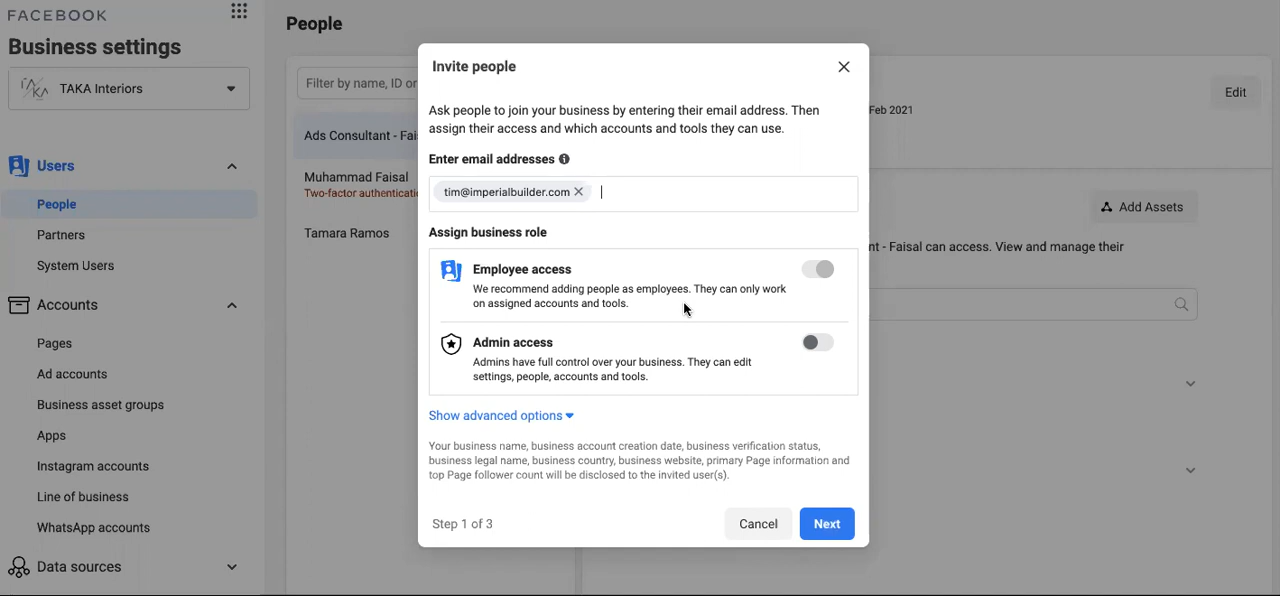 FACEBOOK
Business settings
TAKA
TAKA Interiors
Users
People
Partners
System Users
Accounts
Pages
Ad accounts
Business asset groups
Apps
Instagram accounts
Line of business
WhatsApp accounts
Data sources
People
Filter by name, ID or
Ads Consultant - Fai
Muhammad Faisal
Two-factor authenticatio
Tamara Ramos
Invite people
Ask people to join your business by entering their email address. Then
assign their access and which accounts and tools they can use.
Enter email addresses
tim@imperialbuilder.com
Assign business role
Employee access
We recommend adding people as employees. They can only work
on assigned accounts and tools.
Admin access
Admins have full control over your business. They can edit
settings, people, accounts and tools.
Show advanced options
Your business name, business account creation date, business verification status,
business legal name, business country, business website, primary Page information and
top Page follower count will be disclosed to the invited user(s).
Step 1 of 3
Cancel
Next
Feb 2021
Edit
Add Assets
nt - Faisal can access. View and manage their